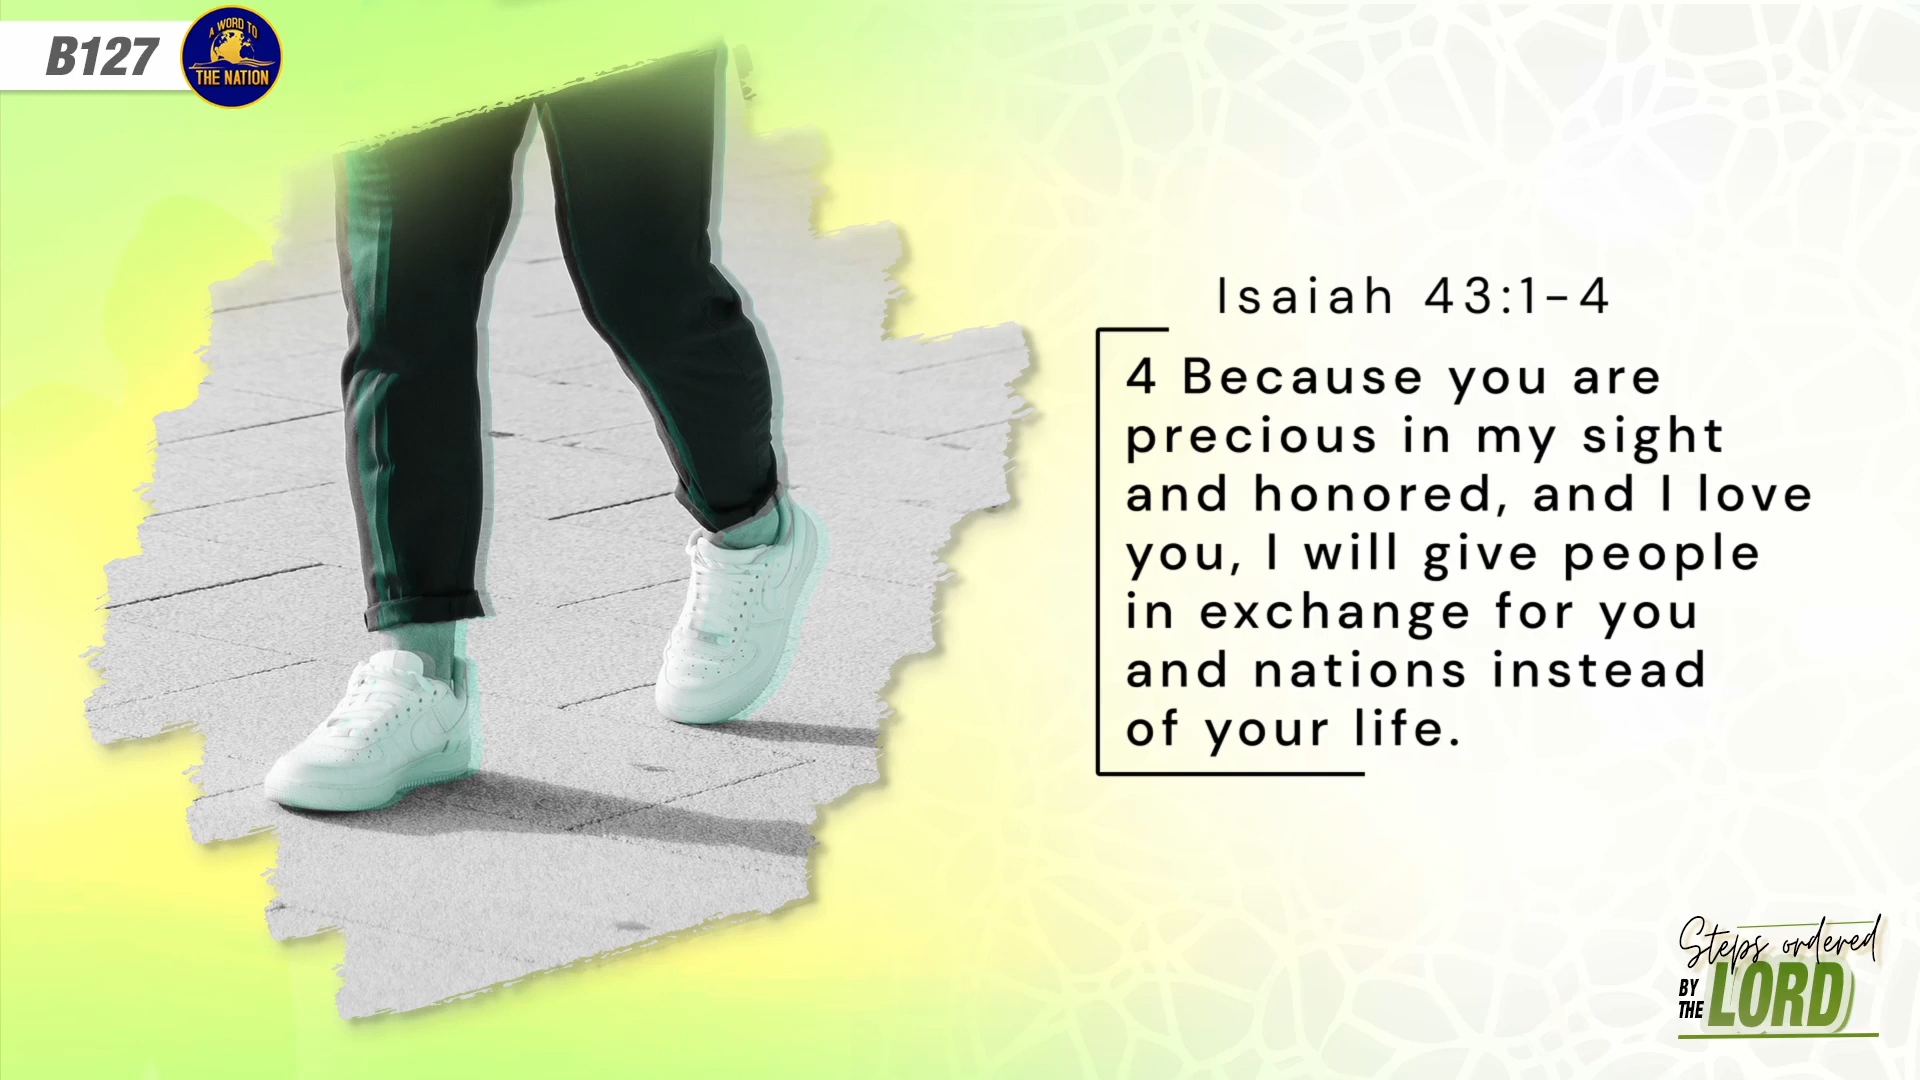 B127
A WORD TO
THE NATION
Isaiah 43:1-4
4 Because you are
precious in my sight
and honored, and I love
you, I will give people
in exchange for you
and nations instead
of your life.
Steps ordered
BY
THE
LORD